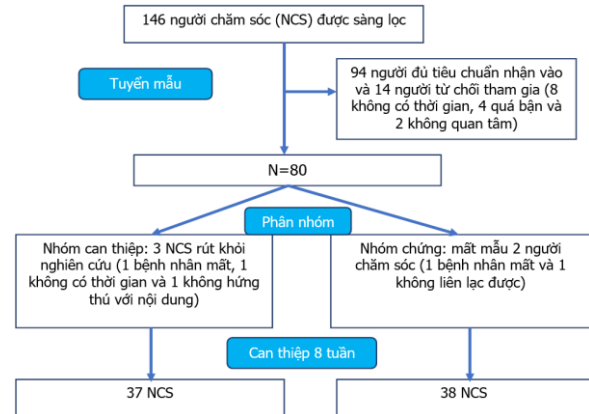 146 người chăm sóc (NCS) được sàng lọc
Tuyển mẫu
94 người đủ tiêu chuẩn nhận vào
và 14 người từ chối tham gia (8
không có thời gian, 4 quá bận và
2 không quan tâm)
N=80
Phân nhóm
Nhóm can thiệp: 3 NCS rút khỏi
nghiên cứu (1 bệnh nhân mất, 1
không có thời gian và 1 không hứng
thú với nội dung)
Nhóm chứng: mất mẫu 2 người
chăm sóc (1 bệnh nhân mất và 1
không liên lạc được)
Can thiệp 8 tuần
37 NCS
38 NCS